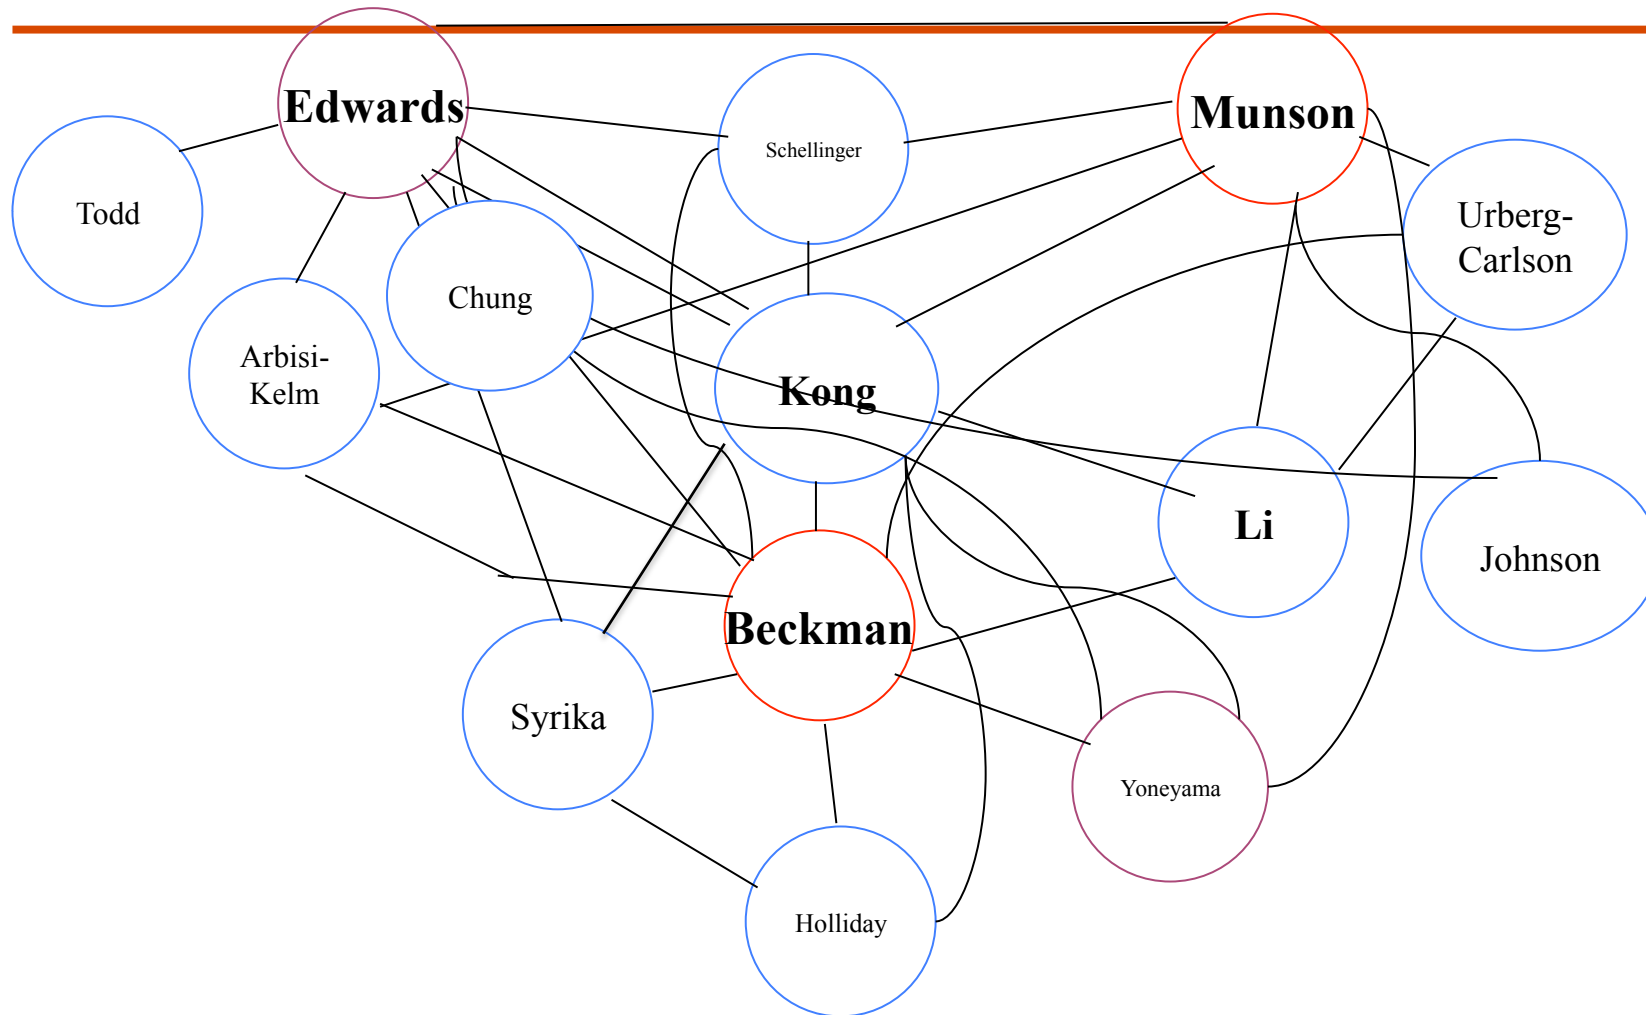 Edwards
Munson
Schellinger
Todd
Urberg-
Carlson
Chung
Arbisi-
Kelm
Kong
Li
Johnson
Beckman
Syrika
Yoneyama
Holliday